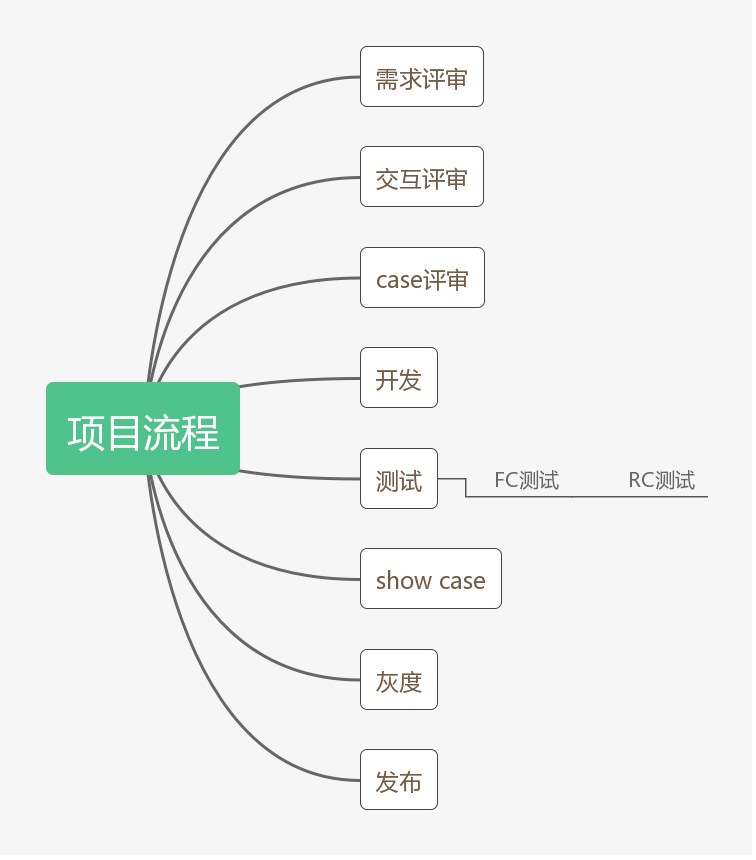 项目流程
需求评审
交互评审
case评审
开发
测试
FC测试
RC测试
show case
灰度
发布